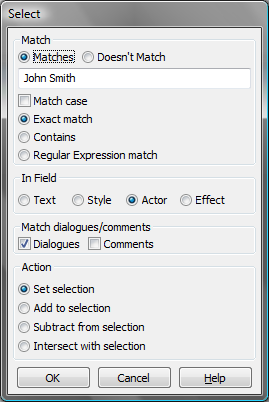 Select
Match
Matches Doesn't Match
John Smith
Match case
Exact match
Contains
Regular Expression match
In Field
Text Style Actor Effect
Match dialogues/comments
Dialogues Comments
Action
Set selection
Add to selection
Subtract from selection
Intersect with selection
OK Cancel Help